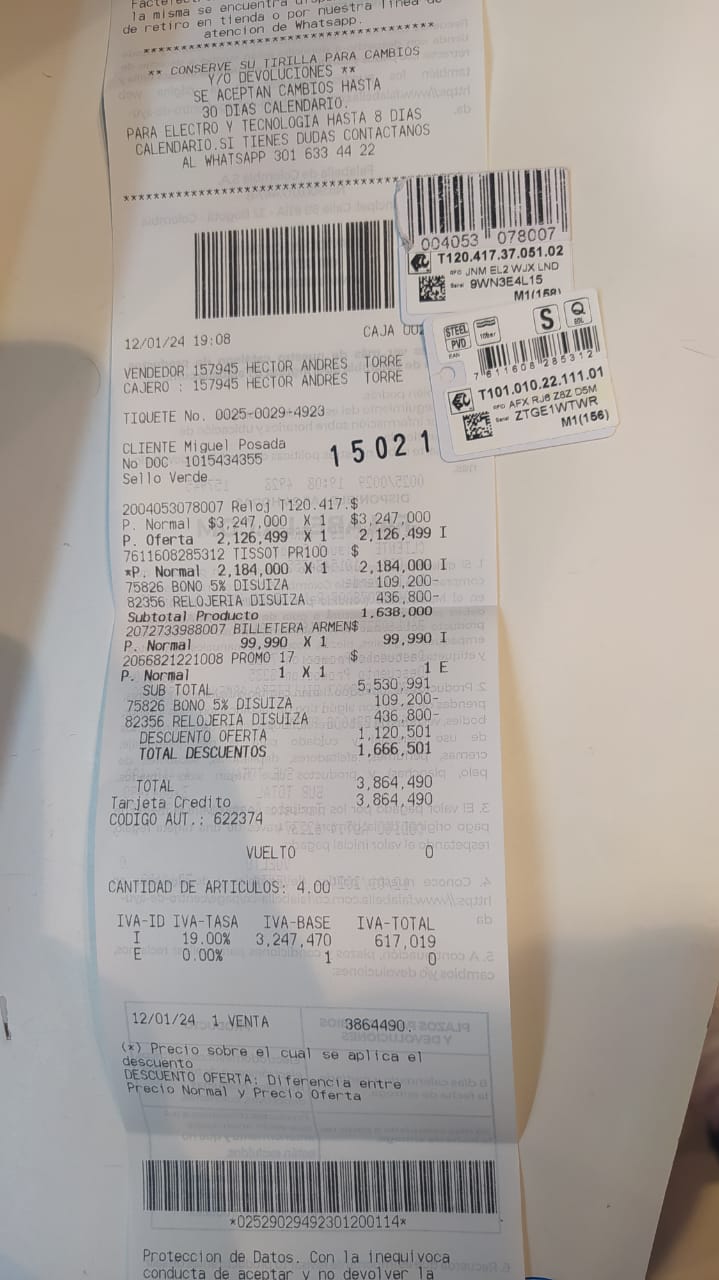 la misma se encuentra
de retiro en tienda o por nuestra línea de
atencion de Whatsapp.
****************************************
** CONSERVE SU TIRILLA PARA CAMBIOS
Y/O DEVOLUCIONES **
SE ACEPTAN CAMBIOS HASTA
30 DIAS CALENDARIO.
PARA ELECTRO Y TECNOLOGIA HASTA 8 DIAS
CALENDARIO.SI TIENES DUDAS CONTACTANOS
AL WHATSAPP 301 633 44 22
****************************************
004053 078007
T120.417.37.051.02
JNM EL2 WJX LND
Serial 9WN3E4L15
M1(158)
STEEL
PVD
10bar
S
Q
EOL
EAN
7 611608 285312
T101.010.22.111.01
AFX RJ6 Z8Z D5M
Serial ZTGE1WTWR
M1(156)
12/01/24 19:08 CAJA 002
VENDEDOR 157945 HECTOR ANDRES TORRE
CAJERO : 157945 HECTOR ANDRES TORRE
TIQUETE No. 0025-0029-4923
CLIENTE Miguel Posada
No DOC 1015434355
15021
Sello Verde
2004053078007 Reloj T120.417.$
P. Normal $3,247,000 X 1 $3,247,000
P. Oferta 2,126,499 X 1 2,126,499 I
7611608285312 TISSOT PR100 $
*P. Normal 2,184,000 X 1 2,184,000 I
75826 BONO 5% DISUIZA 109,200-
82356 RELOJERIA DISUIZA 436,800-
Subtotal Producto 1,638,000
2072733988007 BILLETERA ARMEN$
P. Normal 99,990 X 1 99,990 I
2066821221008 PROMO 17 $
P. Normal 1 X 1 1 E
SUB TOTAL 5,530,991
75826 BONO 5% DISUIZA 109,200-
82356 RELOJERIA DISUIZA 436,800-
DESCUENTO OFERTA 1,120,501
TOTAL DESCUENTOS 1,666,501
TOTAL 3,864,490
Tarjeta Credito 3,864,490
CODIGO AUT.: 622374
VUELTO 0
CANTIDAD DE ARTICULOS: 4.00
IVA-ID IVA-TASA IVA-BASE IVA-TOTAL
I 19.00% 3,247,470 617,019
E 0.00% 1 0
12/01/24 1 VENTA 3864490.
(*) Precio sobre el cual se aplica el
descuento
DESCUENTO OFERTA: Diferencia entre
Precio Normal y Precio Oferta
*02529029492301200114*
Proteccion de Datos. Con la inequivoca
conducta de aceptar y no devolver la